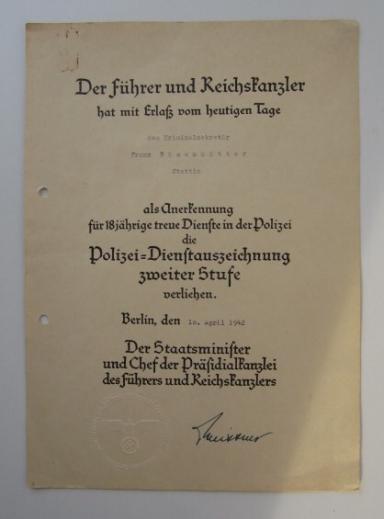 Der Führer und Reichskanzler
hat mit Erlaß vom heutigen Tage
dem Kriminalsekretär
Franz
Stettin
als Anerkennung
für 18jährige treue Dienste in der Polizei
die
Polizei=Dienstauszeichnung
zweiter Stufe
verliehen.
Berlin, den 10. April 1942
Der Staatsminister
und Chef der Präsidialkanzlei
des Führers und Reichskanzlers